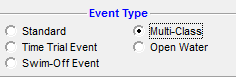 Event Type
Standard
Multi-Class
Time Trial Event
Open Water
Swim-Off Event